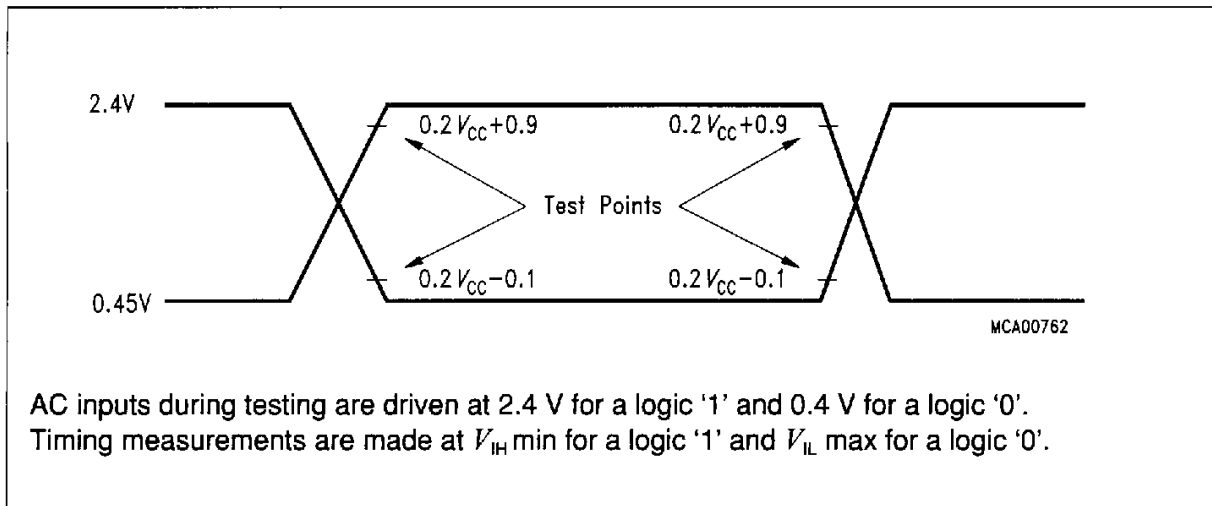 2.4V
0.2 VCC+0.9 0.2 VCC+0.9
Test Points
0.2 VCC−0.1 0.2 VCC−0.1
0.45V
MCA00762
AC inputs during testing are driven at 2.4 V for a logic ‘1’ and 0.4 V for a logic ‘0’.
Timing measurements are made at VIH min for a logic ‘1’ and VIL max for a logic ‘0’.